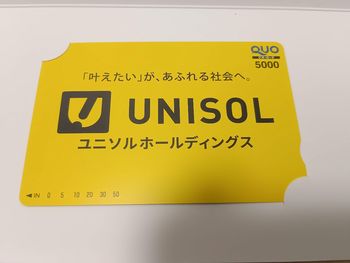 QUO
5000
「叶えたい」が、あふれる社会へ。
UNISOL
ユニソルホールディングス
◀IN 0 5 10 20 30 50